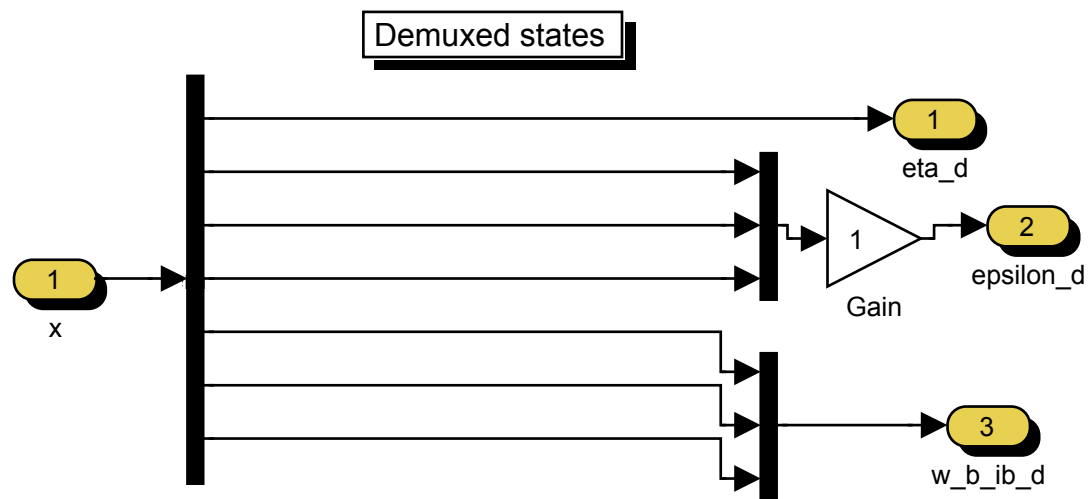 Demuxed states
1
eta_d
1
2
epsilon_d
Gain
1
x
3
w_b_ib_d